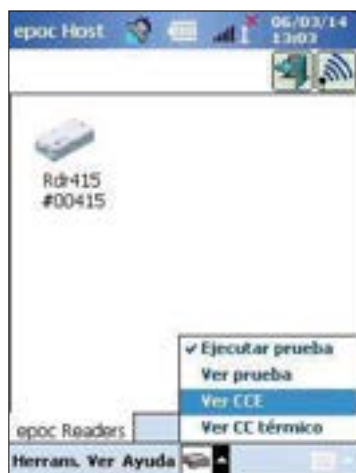 epoc Host
06/03/14
13:03
Rdr415
#00415
✓ Ejecutar prueba
Ver prueba
Ver CCE
Ver CC térmico
epoc Readers
Herram. Ver Ayuda